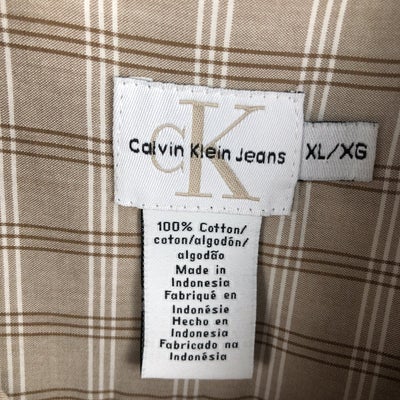 CK
Calvin Klein Jeans
XL/XG
100% Cotton/
coton/algodón/
algodão
Made in
Indonesia
Fabriqué en
Indonésie
Hecho en
Indonesia
Fabricado na
Indonésia